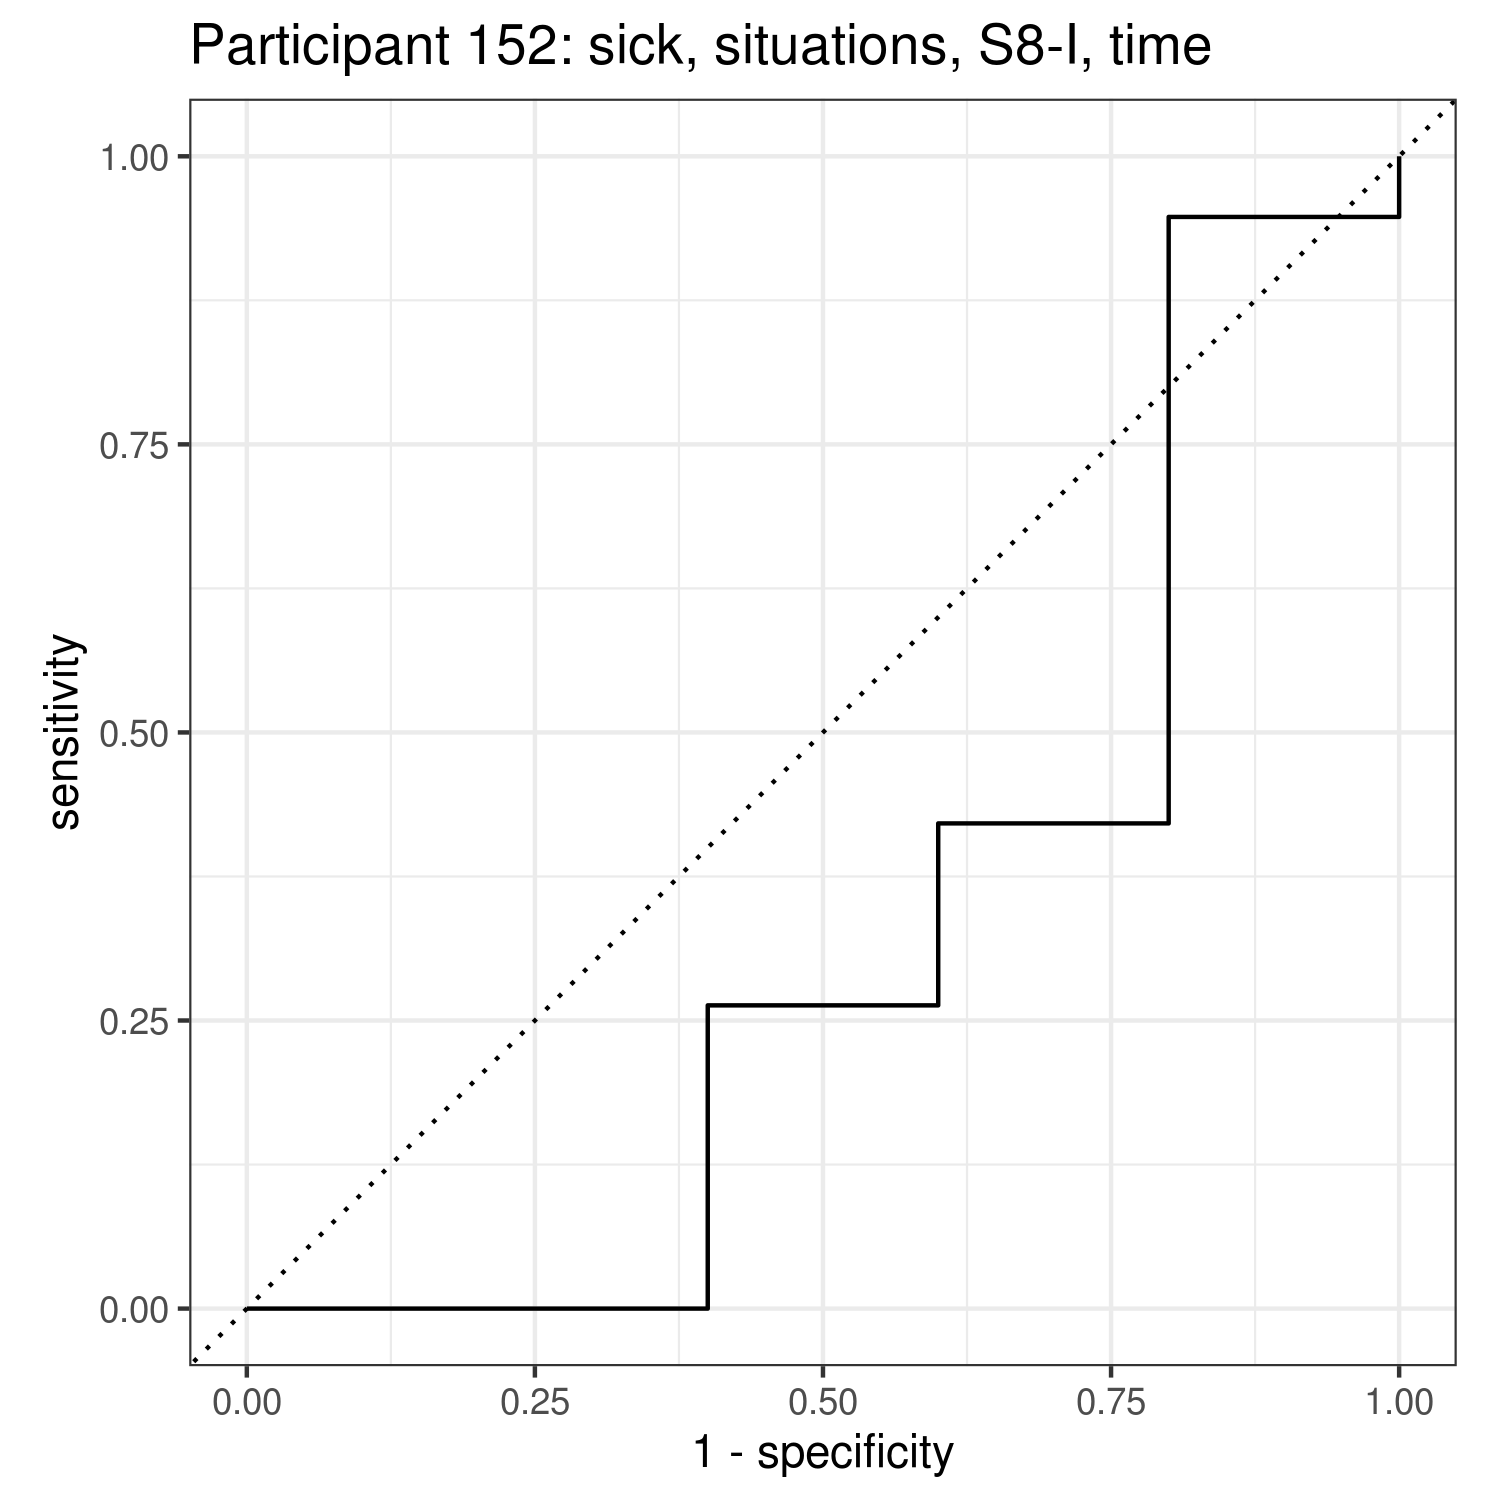 Participant 152: sick, situations, S8-I, time
1.00
0.75
0.50
0.25
0.00
sensitivity
0.00 0.25 0.50 0.75 1.00
1 - specificity